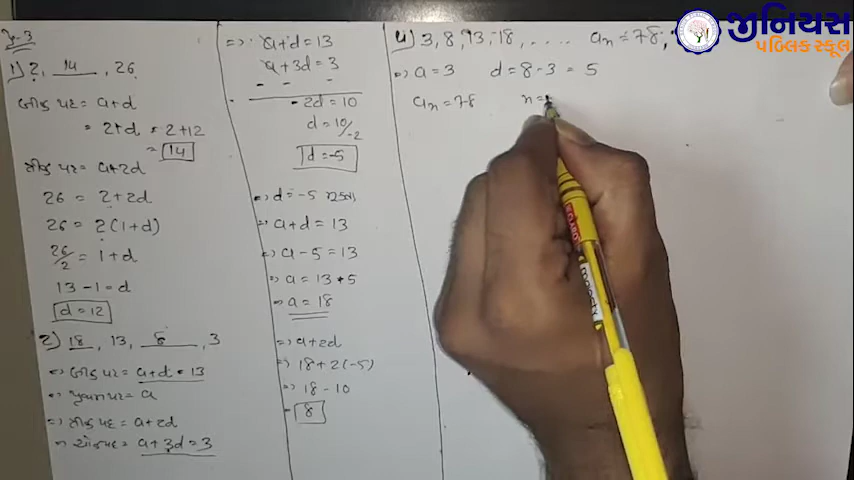 પ્ર-3
1) 2, 14, 26
બીજુ પદ = a+d
= 2+d = 2+12
= 14
ત્રીજુ પદ = a+2d
26 = 2+2d
26 = 2(1+d)
26/2 = 1+d
13-1=d
d=12
2) 18, 13, 8, 3
=> બીજુ પદ = a+d=13
=> પ્રથમ પદ = a
=> ત્રીજુ પદ = a+2d
=> ચોથુ પદ = a+3d=3
=> a+d=13
a+3d=3
- - -
-2d=10
d=10/-2
d=-5
=> d=-5
=> a+d=13
=> a-5=13
=> a=13+5
=> a=18
=> a+2d
=> 18+2(-5)
=> 18-10
= 8
4) 3, 8, 13, 18, .... an=78,
=> a=3 d=8-3=5
an=78 n=
જીનિયસ
પબ્લિક સ્કૂલ